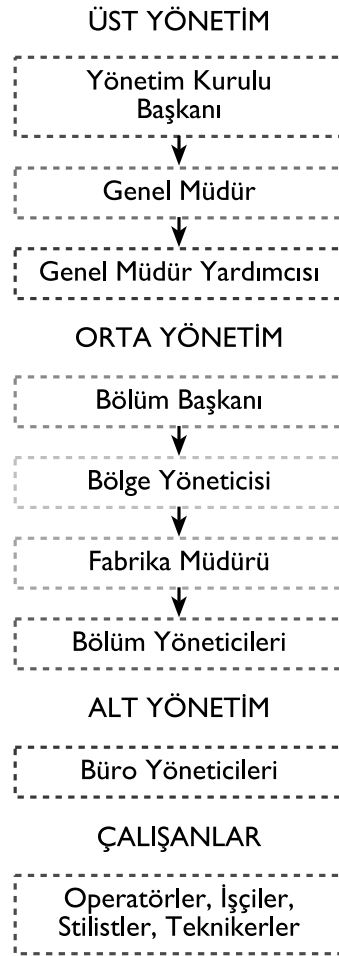 ÜST YÖNETİM
Yönetim Kurulu
Başkanı
Genel Müdür
Genel Müdür Yardımcısı
ORTA YÖNETİM
Bölüm Başkanı
Bölge Yöneticisi
Fabrika Müdürü
Bölüm Yöneticileri
ALT YÖNETİM
Büro Yöneticileri
ÇALIŞANLAR
Operatörler, İşçiler,
Stilistler, Teknikerler